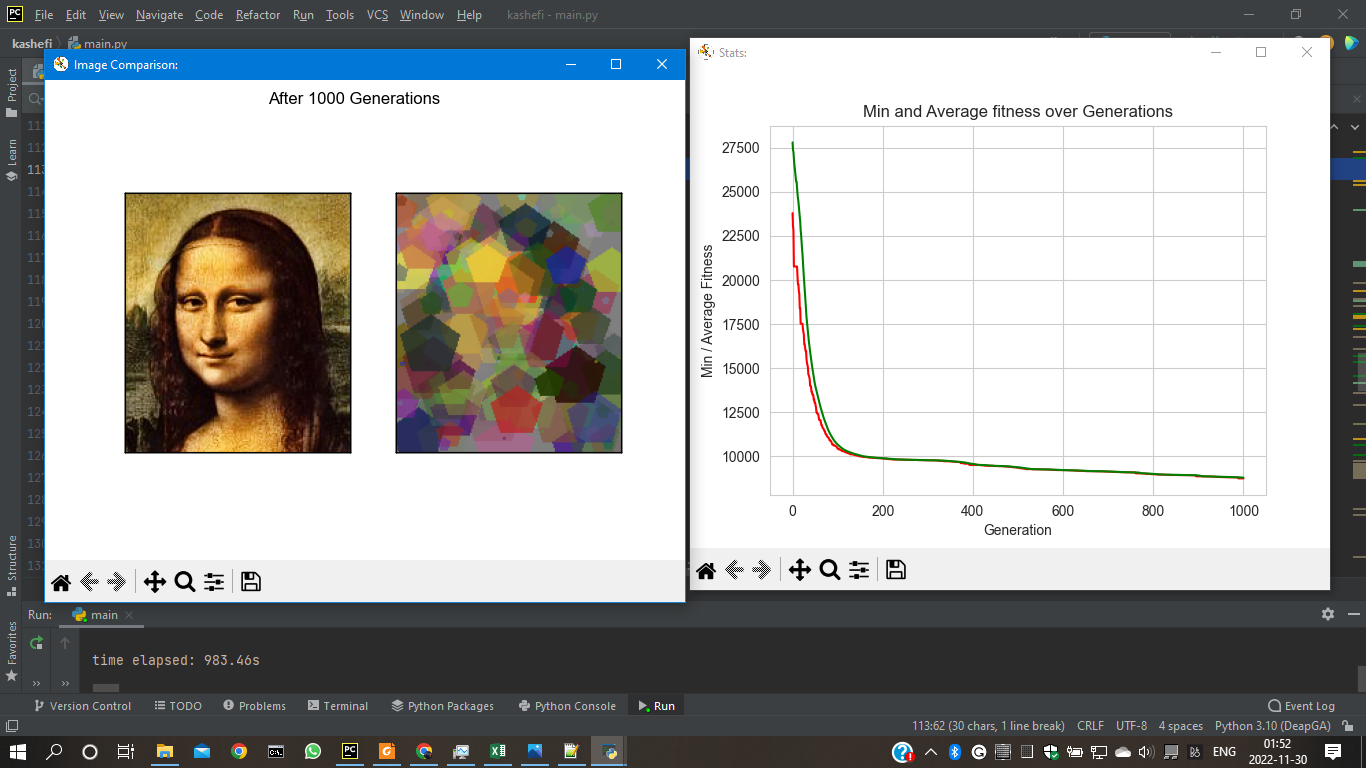 File Edit View Navigate Code Refactor Run Tools VCS Window Help kashefi - main.py
kashefi main.py
Project
Learn
Structure
Favorites
Image Comparison:
After 1000 Generations
Stats:
Min and Average fitness over Generations
Min / Average Fitness
27500
25000
22500
20000
17500
15000
12500
10000
0 200 400 600 800 1000
Generation
Run: main
time elapsed: 983.46s
Version Control TODO Problems Terminal Python Packages Python Console Run Event Log
113:62 (30 chars, 1 line break) CRLF UTF-8 4 spaces Python 3.10 (DeapGA)
ENG 01:52
2022-11-30